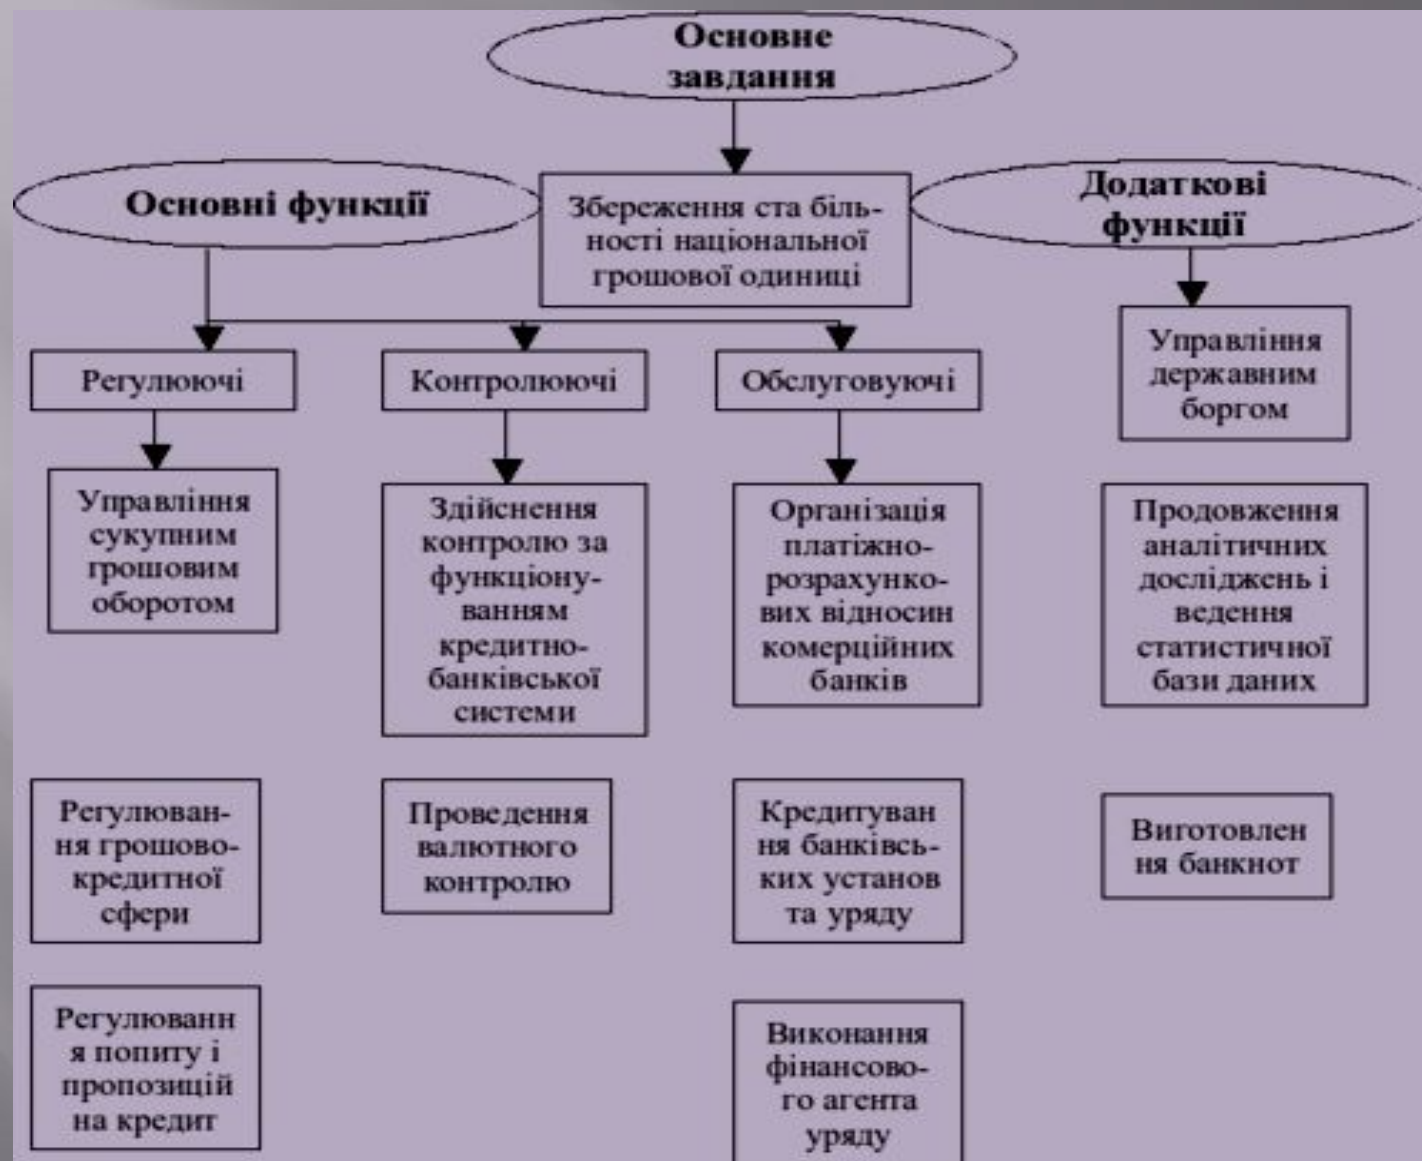 Основне
завдання
Збереження ста біль-
ності національної
грошової одиниці
Основні функції
Регулюючі
Управління
сукупним
грошовим
оборотом
Регулюван-
ня грошово-
кредитної
сфери
Регулюванн
я попиту і
пропозицій
на кредит
Контролюючі
Здійснення
контролю за
функціону-
ванням
кредитно-
банківської
системи
Проведення
валютного
контролю
Обслуговуючі
Організація
платіжно-
розрахунко-
вих відносин
комерційних
банків
Кредитуван
ня банківсь-
ких установ
та уряду
Виконання
фінансово-
го агента
уряду
Додаткові
функції
Управління
державним
боргом
Продовження
аналітичних
досліджень і
ведення
статистичної
бази даних
Виготовлен
ня банкнот